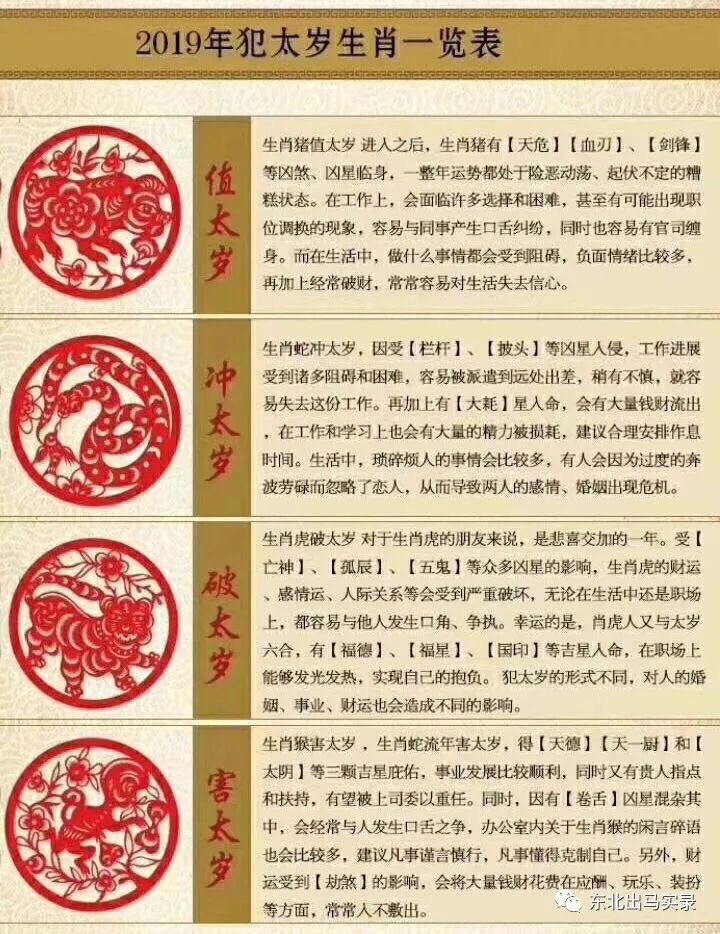 2019年犯太岁生肖一览表
值太岁
生肖猪值太岁 进入之后，生肖猪有【天危】【血刃】、【剑锋】
等凶煞、凶星临身，一整年运势都处于险恶动荡、起伏不定的糟
糕状态。在工作上，会面临许多选择和困难，甚至有可能出现职
位调换的现象，容易与同事产生口舌纠纷，同时也容易有官司缠
身。而在生活中，做什么事情都会受到阻碍，负面情绪比较多，
再加上经常破财，常常容易对生活失去信心。
冲太岁
生肖蛇冲太岁，因受【栏杆】、【披头】等凶星入侵，工作进展
受到诸多阻碍和困难，容易被派遣到远处出差，稍有不慎，就容
易失去这份工作。再加上有【大耗】星入命，会有大量钱财流出
，在工作和学习上也会有大量的精力被损耗，建议合理安排作息
时间。生活中，琐碎烦人的事情会比较多，有人会因为过度的奔
波劳碌而忽略了恋人，从而导致两人的感情、婚姻出现危机。
破太岁
生肖虎破太岁 对于生肖虎的朋友来说，是悲喜交加的一年。受【
亡神】、【孤辰】、【五鬼】等众多凶星的影响，生肖虎的财运
、感情运、人际关系等会受到严重破坏，无论在生活中还是职场
上，都容易与他人发生口角、争执。幸运的是，肖虎人又与太岁
六合，有【福德】、【福星】、【国印】等吉星入命，在职场上
能够发光发热，实现自己的抱负。 犯太岁的形式不同，对人的婚
姻、事业、财运也会造成不同的影响。
害太岁
生肖猴害太岁 ，生肖蛇流年害太岁，得【天德】【天一厨】和【
太阴】等三颗吉星庇佑，事业发展比较顺利，同时又有贵人指点
和扶持，有望被上司委以重任。同时，因有【卷舌】凶星混杂其
中，会经常与人发生口舌之争，办公室内关于生肖猴的闲言碎语
也会比较多，建议凡事谨言慎行，凡事懂得克制自己。另外，财
运受到【劫煞】的影响，会将大量钱财花费在应酬、玩乐、装扮
等方面，常常入不敷出。
东北出马实录